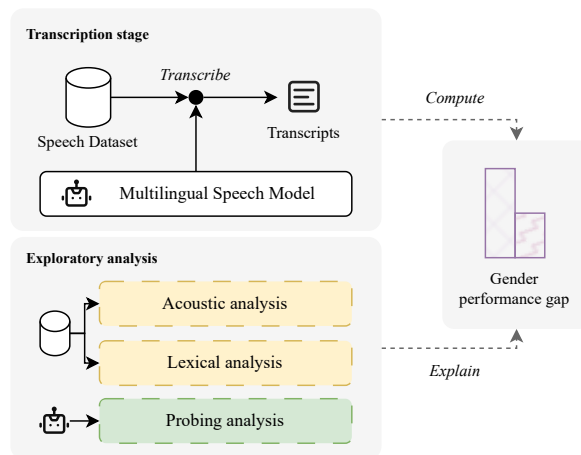 Transcription stage
Transcribe
Speech Dataset
Transcripts
Multilingual Speech Model
Compute
Gender
performance gap
Exploratory analysis
Acoustic analysis
Lexical analysis
Probing analysis
Explain